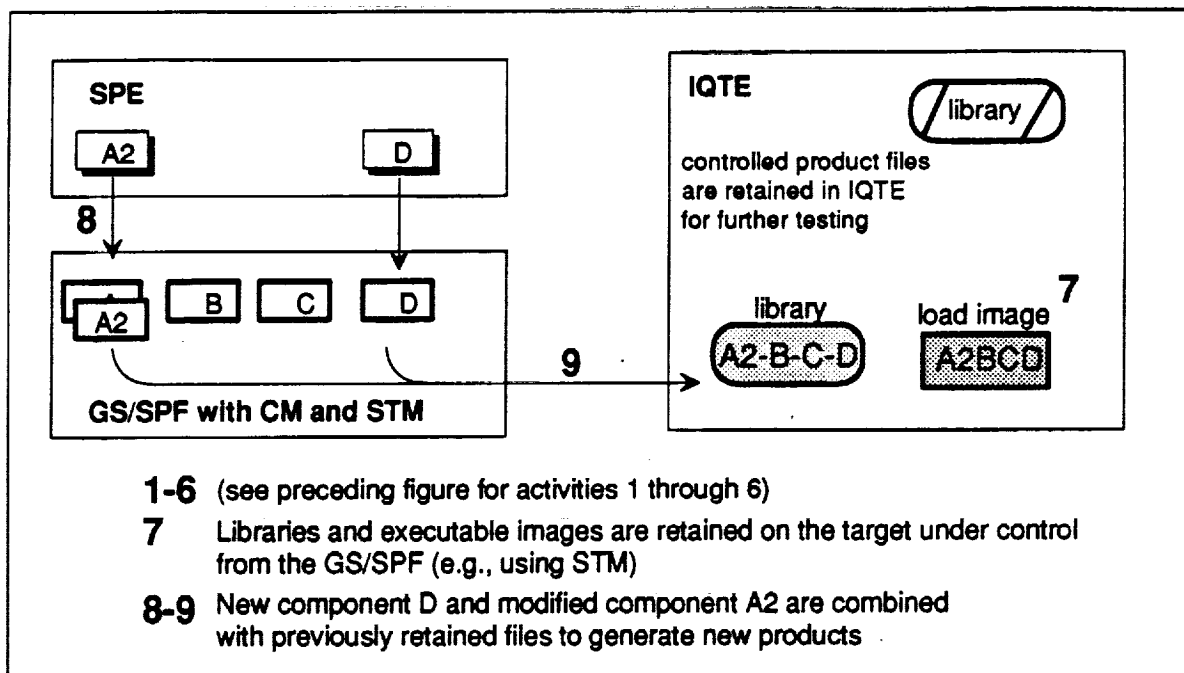 SPE
A2
D
8
A2
B
C
D
9
GS/SPF with CM and STM
IQTE
library
controlled product files
are retained in IQTE
for further testing
7
library
load image
A2-B-C-D
A2BCD
1-6 (see preceding figure for activities 1 through 6)
7 Libraries and executable images are retained on the target under control
from the GS/SPF (e.g., using STM)
8-9 New component D and modified component A2 are combined
with previously retained files to generate new products